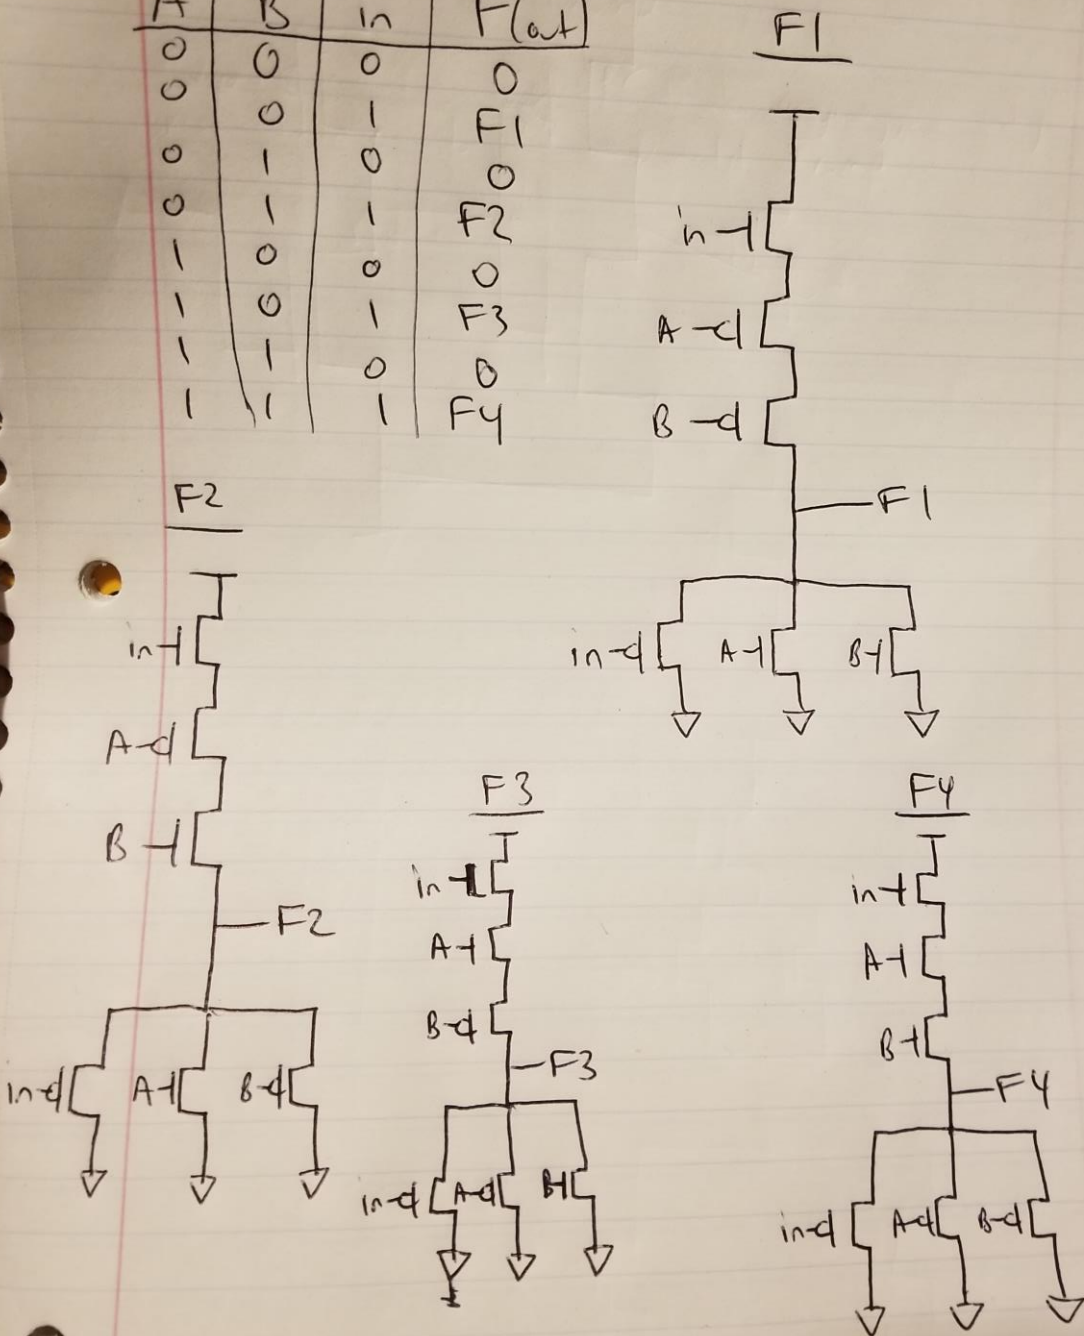 A B in F(out)
0 0 0 0
0 0 1 F1
0 1 0 0
0 1 1 F2
1 0 0 0
1 0 1 F3
1 1 0 0
1 1 1 F4
F1
in
A
B
F1
in A B
F2
in
A
B
F2
in A B
F3
in
A
B
F3
in A B
F4
in
A
B
F4
in A B